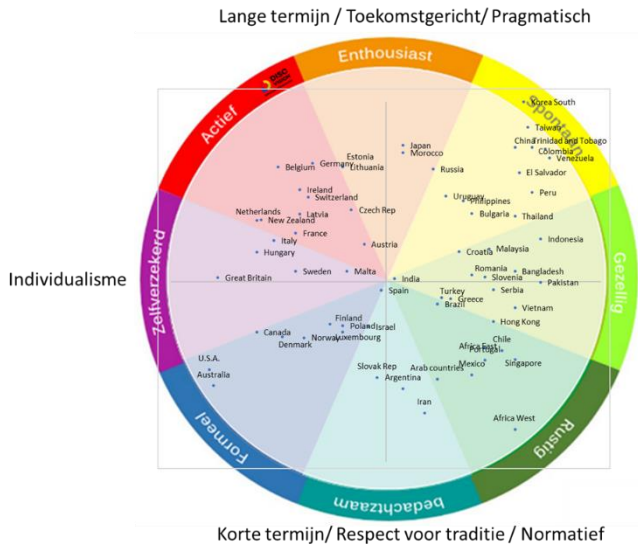 Lange termijn / Toekomstgericht/ Pragmatisch
Enthousiast
DISC
Actief
Spontaan
Korea South
Taiwan
China Trinidad and Tobago
Colombia
Venezuela
Japan
Morocco
Estonia
Germany
Lithuania
Belgium
Russia
El Salvador
Ireland
Switzerland
Uruguay
Philippines
Peru
Netherlands
New Zealand
Latvia
Czech Rep
Bulgaria
Thailand
France
Italy
Hungary
Austria
Croatia
Malaysia
Indonesia
Zelfverzekerd
Gezellig
Individualisme
Great Britain
Sweden
Malta
India
Romania
Slovenia
Bangladesh
Pakistan
Spain
Turkey
Greece
Brazil
Serbia
Vietnam
Hong Kong
Canada
Denmark
Norway
Finland
Poland
Israel
Luxembourg
Chile
Africa East
Portugal
Mexico
Singapore
U.S.A.
Australia
Slovak Rep
Argentina
Arab countries
Iran
Africa West
Formeel
Rustig
bedachtzaam
Korte termijn/ Respect voor traditie / Normatief